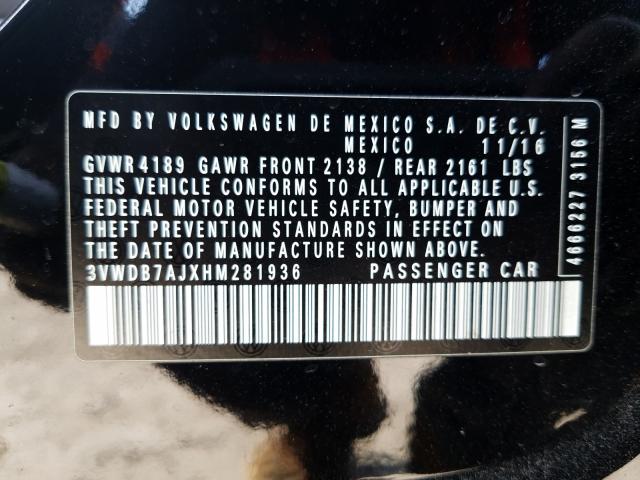 MFD BY VOLKSWAGEN DE MEXICO S.A. DE C.V.
MEXICO 11/16
GVWR 4189 GAWR FRONT 2138 / REAR 2161 LBS
THIS VEHICLE CONFORMS TO ALL APPLICABLE U.S.
FEDERAL MOTOR VEHICLE SAFETY, BUMPER AND
THEFT PREVENTION STANDARDS IN EFFECT ON
THE DATE OF MANUFACTURE SHOWN ABOVE.
3VWDB7AJXHM281936 PASSENGER CAR
4666227 3156 M